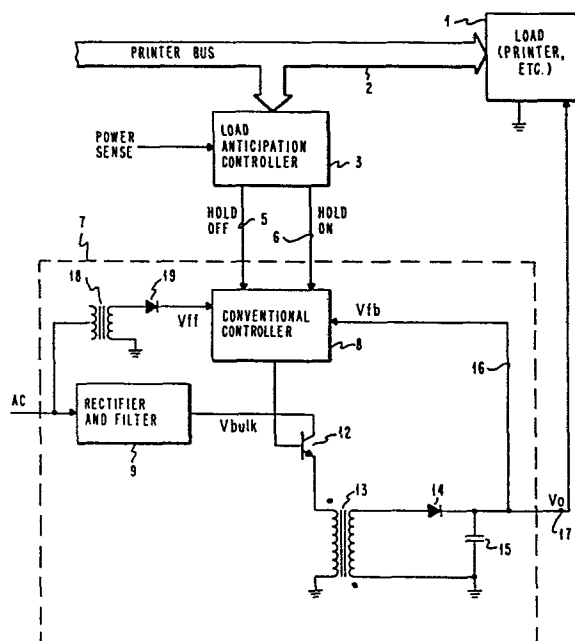 1
LOAD
(PRINTER,
ETC.)
PRINTER BUS
2
POWER
SENSE
LOAD
ANTICIPATION
CONTROLLER
3
HOLD
OFF
5
6
HOLD
ON
7
18
19
Vff
CONVENTIONAL
CONTROLLER
8
Vfb
16
AC
RECTIFIER
AND FILTER
9
Vbulk
12
13
14
15
Vo
17